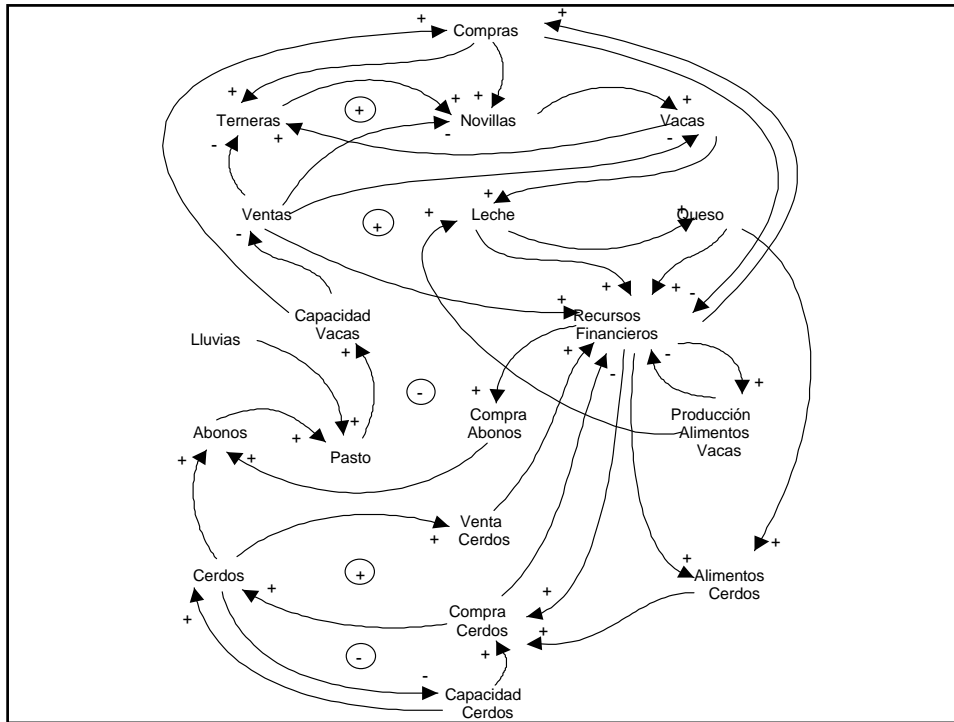 + Compras +
+ + + + +
+
Terneras Novillas Vacas
- + - -
+
+ +
Ventas Leche Queso
+
-
+ + -
+
Capacidad
Vacas
Recursos
Financieros
Lluvias
+ + -
- +
-
+
Compra
Abonos
Producción
Alimentos
Vacas
Abonos
+ +
Pasto
+ +
Venta
Cerdos
+
+
+
Cerdos
+
+
Alimentos
Cerdos
+
Compra
Cerdos
+
+
+
-
+
-
Capacidad
Cerdos